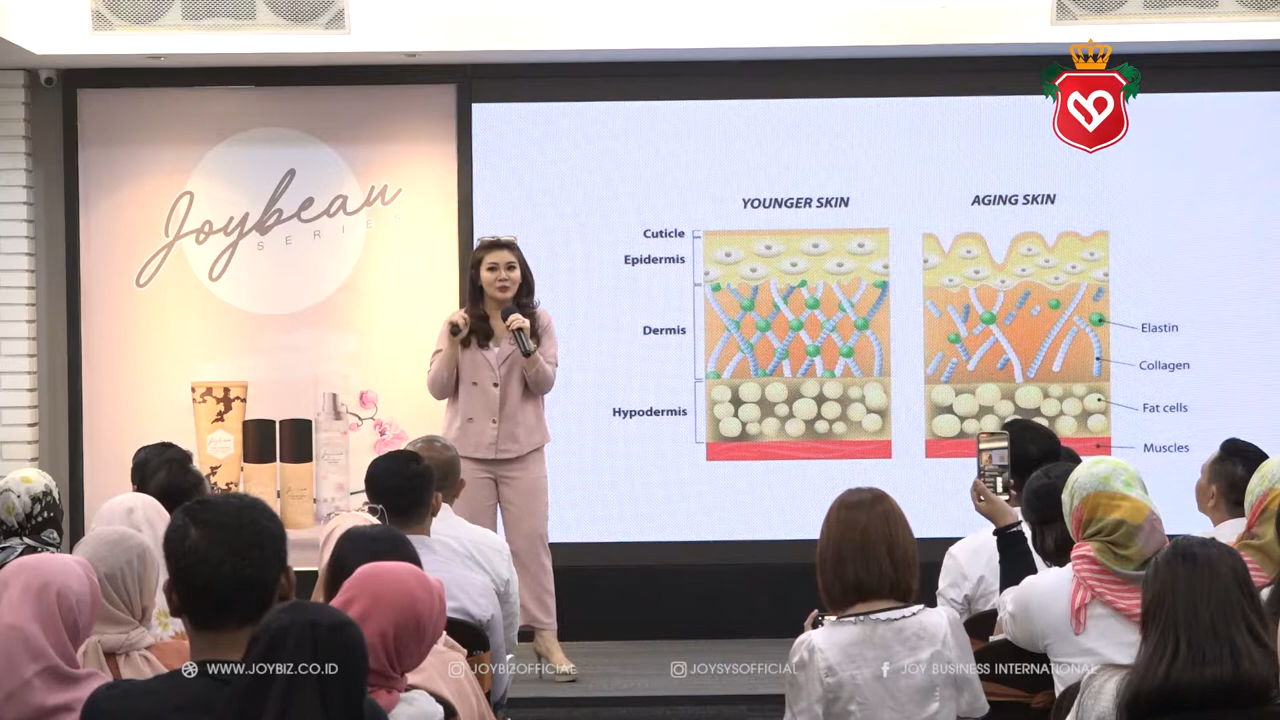 Joybeau
SERIES
YOUNGER SKIN
AGING SKIN
Cuticle
Epidermis
Dermis
Hypodermis
Elastin
Collagen
Fat cells
Muscles
WWW.JOYBIZ.CO.ID
JOYBIZOFFICIAL
JOYSYSOFFICIAL
JOY BUSINESS INTERNATIONAL